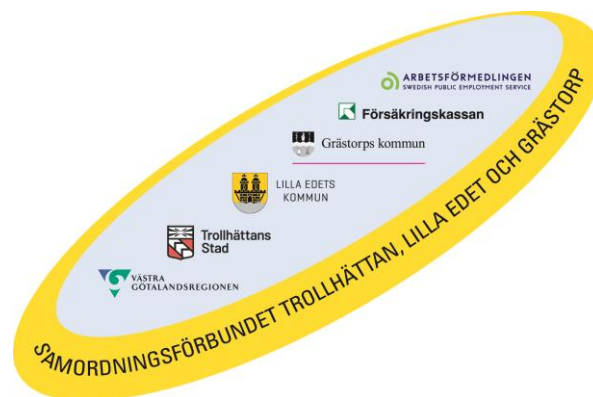 ARBETSFÖRMEDLINGEN
SWEDISH PUBLIC EMPLOYMENT SERVICE
Försäkringskassan
Grästorps kommun
LILLA EDETS
KOMMUN
Trollhättans
Stad
VÄSTRA
GÖTALANDSREGIONEN
SAMORDNINGSFÖRBUNDET TROLLHÄTTAN, LILLA EDET OCH GRÄSTORP